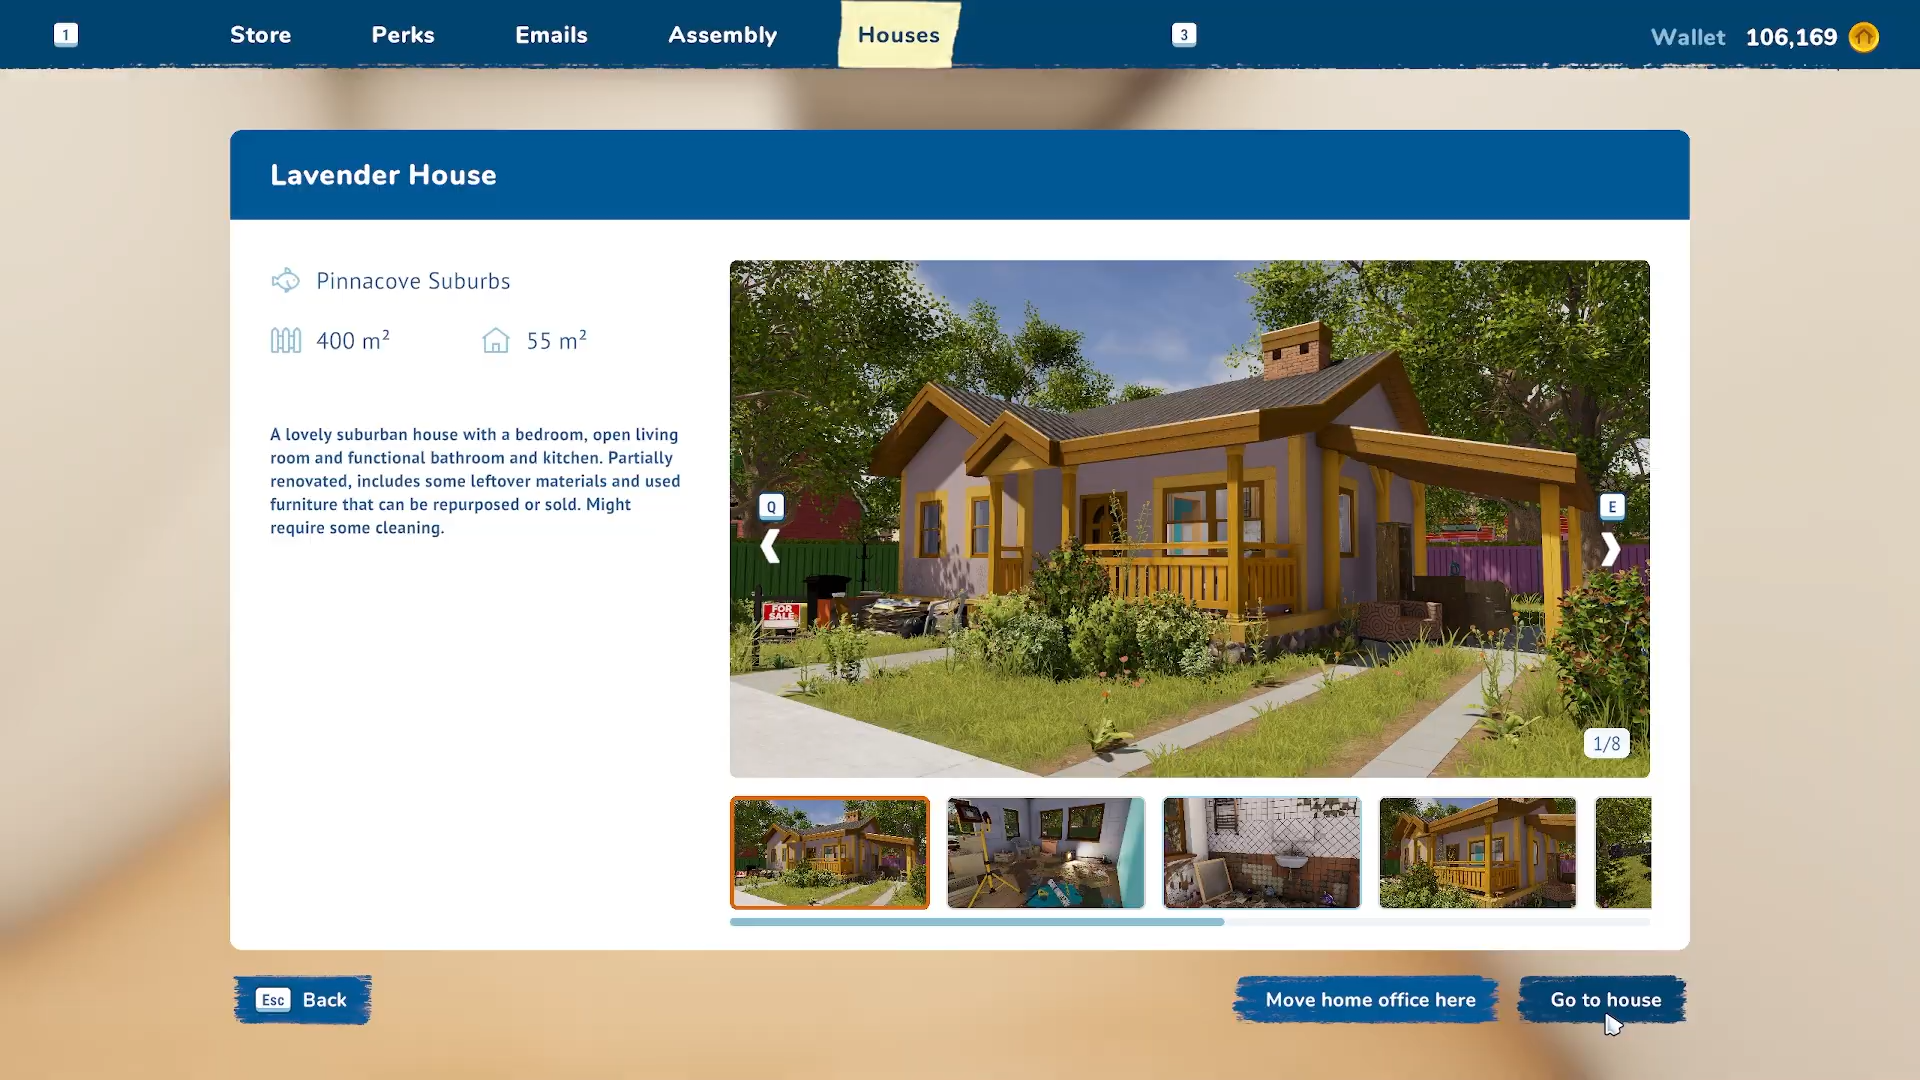 1
Store
Perks
Emails
Assembly
Houses
3
Wallet 106,169
Lavender House
Pinnacove Suburbs
400 m²
55 m²
A lovely suburban house with a bedroom, open living
room and functional bathroom and kitchen. Partially
renovated, includes some leftover materials and used
furniture that can be repurposed or sold. Might
require some cleaning.
Q
E
FOR
SALE
1/8
Esc Back
Move home office here
Go to house